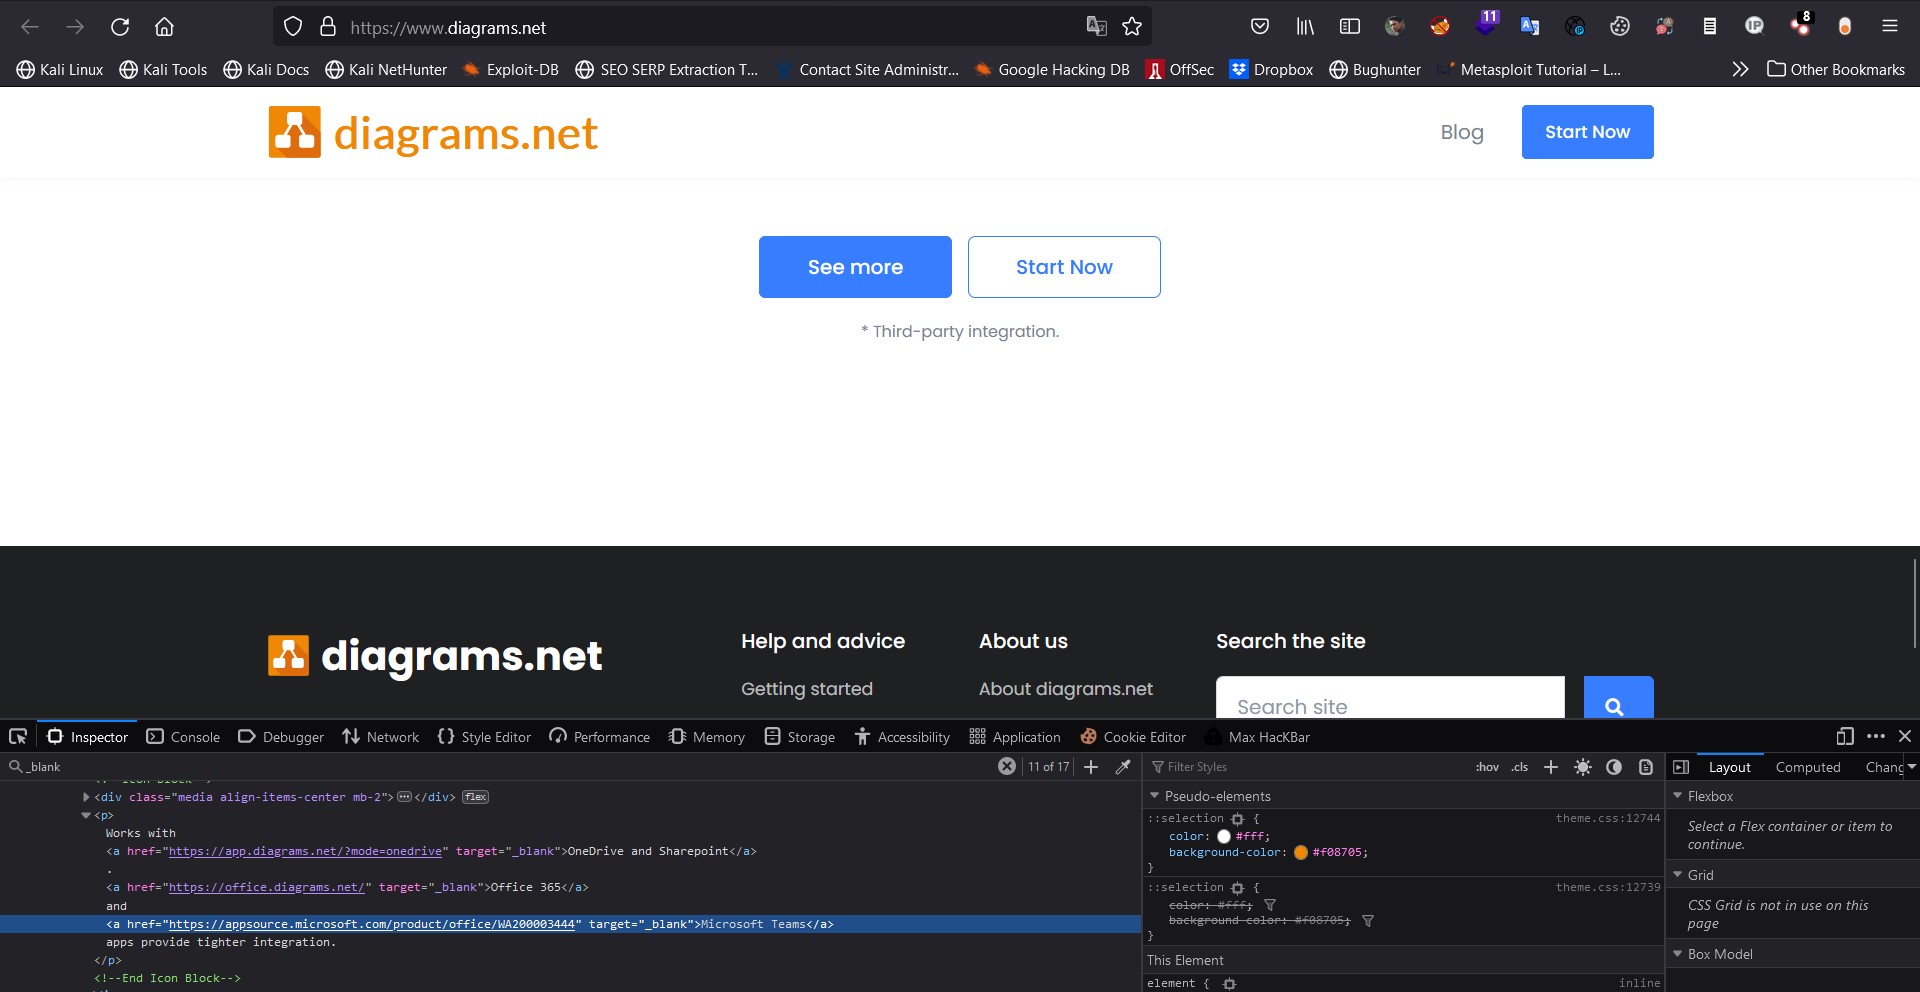 https://www.diagrams.net
11
8
Kali Linux Kali Tools Kali Docs Kali NetHunter Exploit-DB SEO SERP Extraction T... Contact Site Administr... Google Hacking DB OffSec Dropbox Bughunter Metasploit Tutorial – L... Other Bookmarks
diagrams.net Blog Start Now
See more Start Now
* Third-party integration.
diagrams.net
Help and advice About us Search the site
Getting started About diagrams.net
Search site
Inspector Console Debugger Network Style Editor Performance Memory Storage Accessibility Application Cookie Editor Max HacKBar
_blank 11 of 17
<div class="media align-items-center mb-2"></div> flex
<p>
Works with
<a href="https://app.diagrams.net/?mode=onedrive" target="_blank">OneDrive and Sharepoint</a>
.
<a href="https://office.diagrams.net/" target="_blank">Office 365</a>
and
<a href="https://appsource.microsoft.com/product/office/WA200003444" target="_blank">Microsoft Teams</a>
apps provide tighter integration.
</p>
<!--End Icon Block-->
Filter Styles :hov .cls
Pseudo-elements
::selection { theme.css:12744
color: #fff;
background-color: #f08705;
}
::selection { theme.css:12739
color: #fff;
background-color: #f08705;
}
This Element
element { inline
Layout Computed Chang
Flexbox
Select a Flex container or item to
continue.
Grid
CSS Grid is not in use on this
page
Box Model